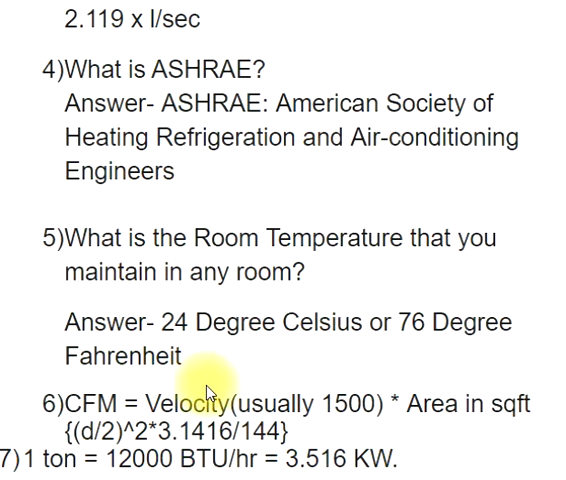 2.119 x l/sec
4)What is ASHRAE?
Answer- ASHRAE: American Society of
Heating Refrigeration and Air-conditioning
Engineers
5)What is the Room Temperature that you
maintain in any room?
Answer- 24 Degree Celsius or 76 Degree
Fahrenheit
6)CFM = Velocity(usually 1500) * Area in sqft
{(d/2)^2*3.1416/144}
7)1 ton = 12000 BTU/hr = 3.516 KW.